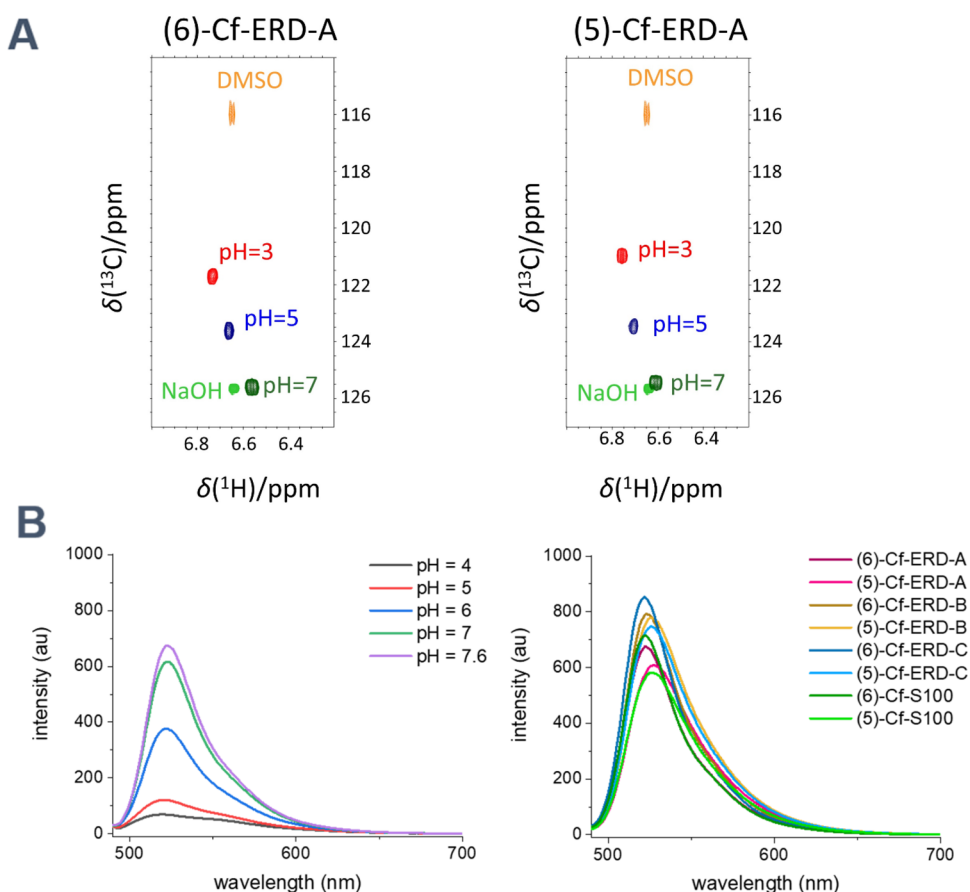 A
(6)-Cf-ERD-A
(5)-Cf-ERD-A
DMSO
pH=3
pH=5
NaOH
pH=7
116
118
120
122
124
126
δ(¹³C)/ppm
6.8
6.6
6.4
δ(¹H)/ppm
DMSO
pH=3
pH=5
NaOH
pH=7
116
118
120
122
124
126
δ(¹³C)/ppm
6.8
6.6
6.4
δ(¹H)/ppm
B
1000
800
600
400
200
0
intensity (au)
500
600
700
wavelength (nm)
pH = 4
pH = 5
pH = 6
pH = 7
pH = 7.6
1000
800
600
400
200
0
intensity (au)
500
600
700
wavelength (nm)
(6)-Cf-ERD-A
(5)-Cf-ERD-A
(6)-Cf-ERD-B
(5)-Cf-ERD-B
(6)-Cf-ERD-C
(5)-Cf-ERD-C
(6)-Cf-S100
(5)-Cf-S100